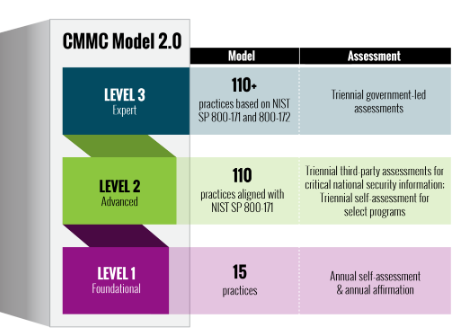 CMMC Model 2.0
Model
Assessment
LEVEL 3
Expert
110+
practices based on NIST
SP 800-171 and 800-172
Triennial government-led
assessments
LEVEL 2
Advanced
110
practices aligned with
NIST SP 800-171
Triennial third-party assessments for
critical national security information;
Triennial self-assessment for
select programs
LEVEL 1
Foundational
15
practices
Annual self-assessment
& annual affirmation